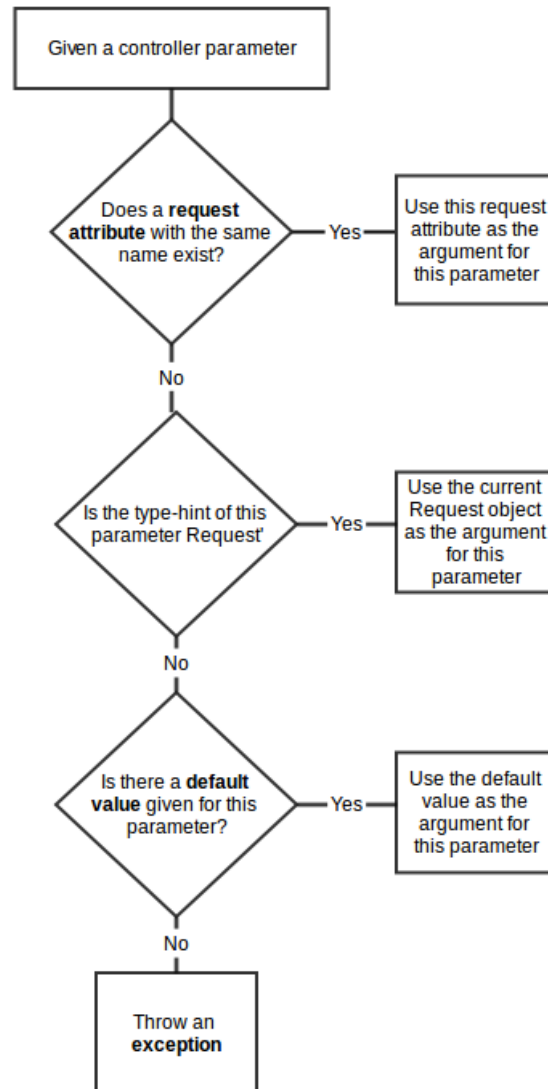 Given a controller parameter
Does a request
attribute with the same
name exist?
Yes
Use this request
attribute as the
argument for
this parameter
No
Is the type-hint of this
parameter Request'
Yes
Use the current
Request object
as the argument
for this
parameter
No
Is there a default
value given for this
parameter?
Yes
Use the default
value as the
argument for
this parameter
No
Throw an
exception